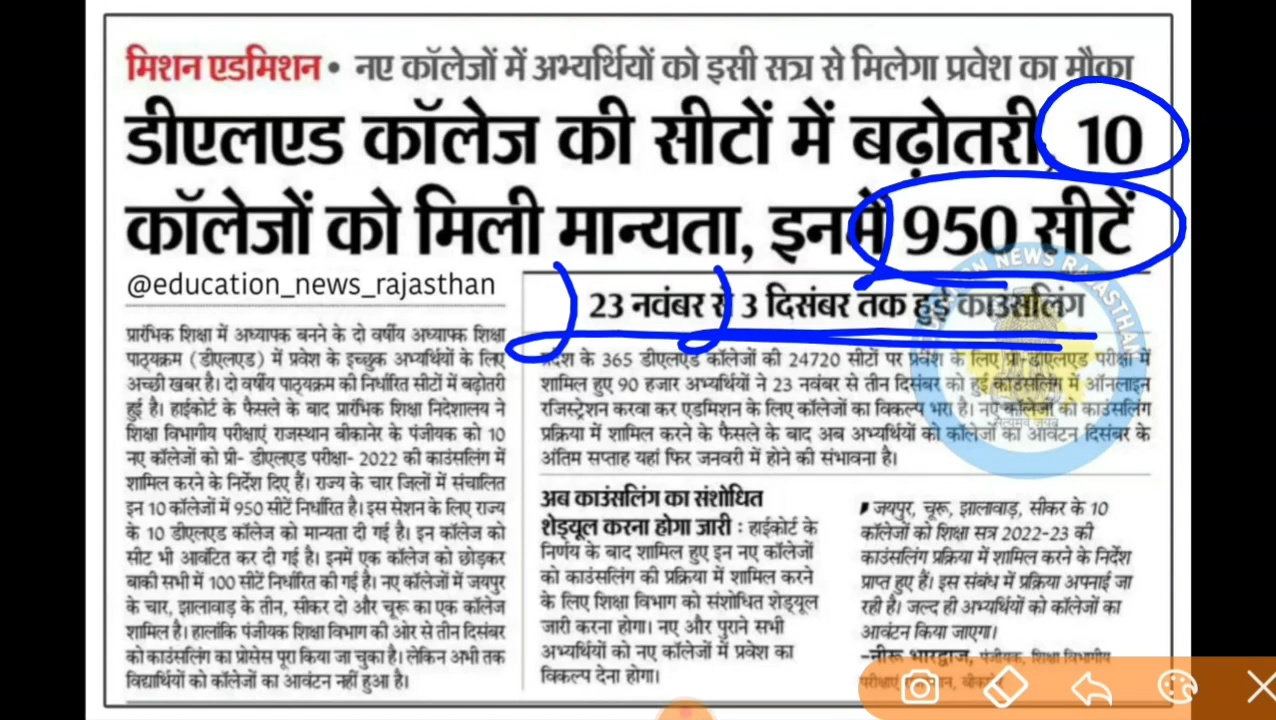 मिशन एडमिशन • नए कॉलेजों में अभ्यर्थियों को इसी सत्र से मिलेगा प्रवेश का मौका
डीएलएड कॉलेज की सीटों में बढ़ोतरी, 10
कॉलेजों को मिली मान्यता, इनमें 950 सीटें
@education_news_rajasthan
प्रारंभिक शिक्षा में अध्यापक बनने के दो वर्षीय अध्यापक शिक्षा
पाठ्यक्रम (डीएलएड) में प्रवेश के इच्छुक अभ्यर्थियों के लिए
अच्छी खबर है। दो वर्षीय पाठ्यक्रम की निर्धारित सीटों में बढ़ोतरी
हुई है। हाईकोर्ट के फैसले के बाद प्रारंभिक शिक्षा निदेशालय ने
शिक्षा विभागीय परीक्षाएं राजस्थान बीकानेर के पंजीयक को 10
नए कॉलेजों को प्री- डीएलएड परीक्षा- 2022 की काउंसलिंग में
शामिल करने के निर्देश दिए हैं। राज्य के चार जिलों में संचालित
इन 10 कॉलेजों में 950 सीटें निर्धारित है। इस सेशन के लिए राज्य
के 10 डीएलएड कॉलेज को मान्यता दी गई है। इन कॉलेज को
सीट भी आवंटित कर दी गई है। इनमें एक कॉलेज को छोड़कर
बाकी सभी में 100 सीटें निर्धारित की गई है। नए कॉलेजों में जयपुर
के चार, झालावाड़ के तीन, सीकर दो और चूरू का एक कॉलेज
शामिल है। हालांकि पंजीयक शिक्षा विभाग की ओर से तीन दिसंबर
को काउंसलिंग का प्रोसेस पूरा किया जा चुका है। लेकिन अभी तक
विद्यार्थियों को कॉलेजों का आवंटन नहीं हुआ है।
23 नवंबर से 3 दिसंबर तक हुई काउंसलिंग
प्रदेश के 365 डीएलएड कॉलेजों की 24720 सीटों पर प्रवेश के लिए प्री-डीएलएड परीक्षा में
शामिल हुए 90 हजार अभ्यर्थियों ने 23 नवंबर से तीन दिसंबर को हुई काउंसलिंग में ऑनलाइन
रजिस्ट्रेशन करवा कर एडमिशन के लिए कॉलेजों का विकल्प भरा है। नए कॉलेजों को काउंसलिंग
प्रक्रिया में शामिल करने के फैसले के बाद अब अभ्यर्थियों को कॉलेजों का आवंटन दिसंबर के
अंतिम सप्ताह यहां फिर जनवरी में होने की संभावना है।
अब काउंसलिंग का संशोधित
शेड्यूल करना होगा जारी : हाईकोर्ट के
निर्णय के बाद शामिल हुए इन नए कॉलेजों
को काउंसलिंग की प्रक्रिया में शामिल करने
के लिए शिक्षा विभाग को संशोधित शेड्यूल
जारी करना होगा। नए और पुराने सभी
अभ्यर्थियों को नए कॉलेजों में प्रवेश का
विकल्प देना होगा।
जयपुर, चूरू, झालावाड़, सीकर के 10
कॉलेजों को शिक्षा सत्र 2022-23 की
काउंसलिंग प्रक्रिया में शामिल करने के निर्देश
प्राप्त हुए हैं। इस संबंध में प्रक्रिया अपनाई जा
रही है। जल्द ही अभ्यर्थियों को कॉलेजों का
आवंटन किया जाएगा।
-नीरू भारद्वाज, पंजीयक, शिक्षा विभागीय
EDUCATION NEWS RAJASTHAN
सत्यमेव जयते